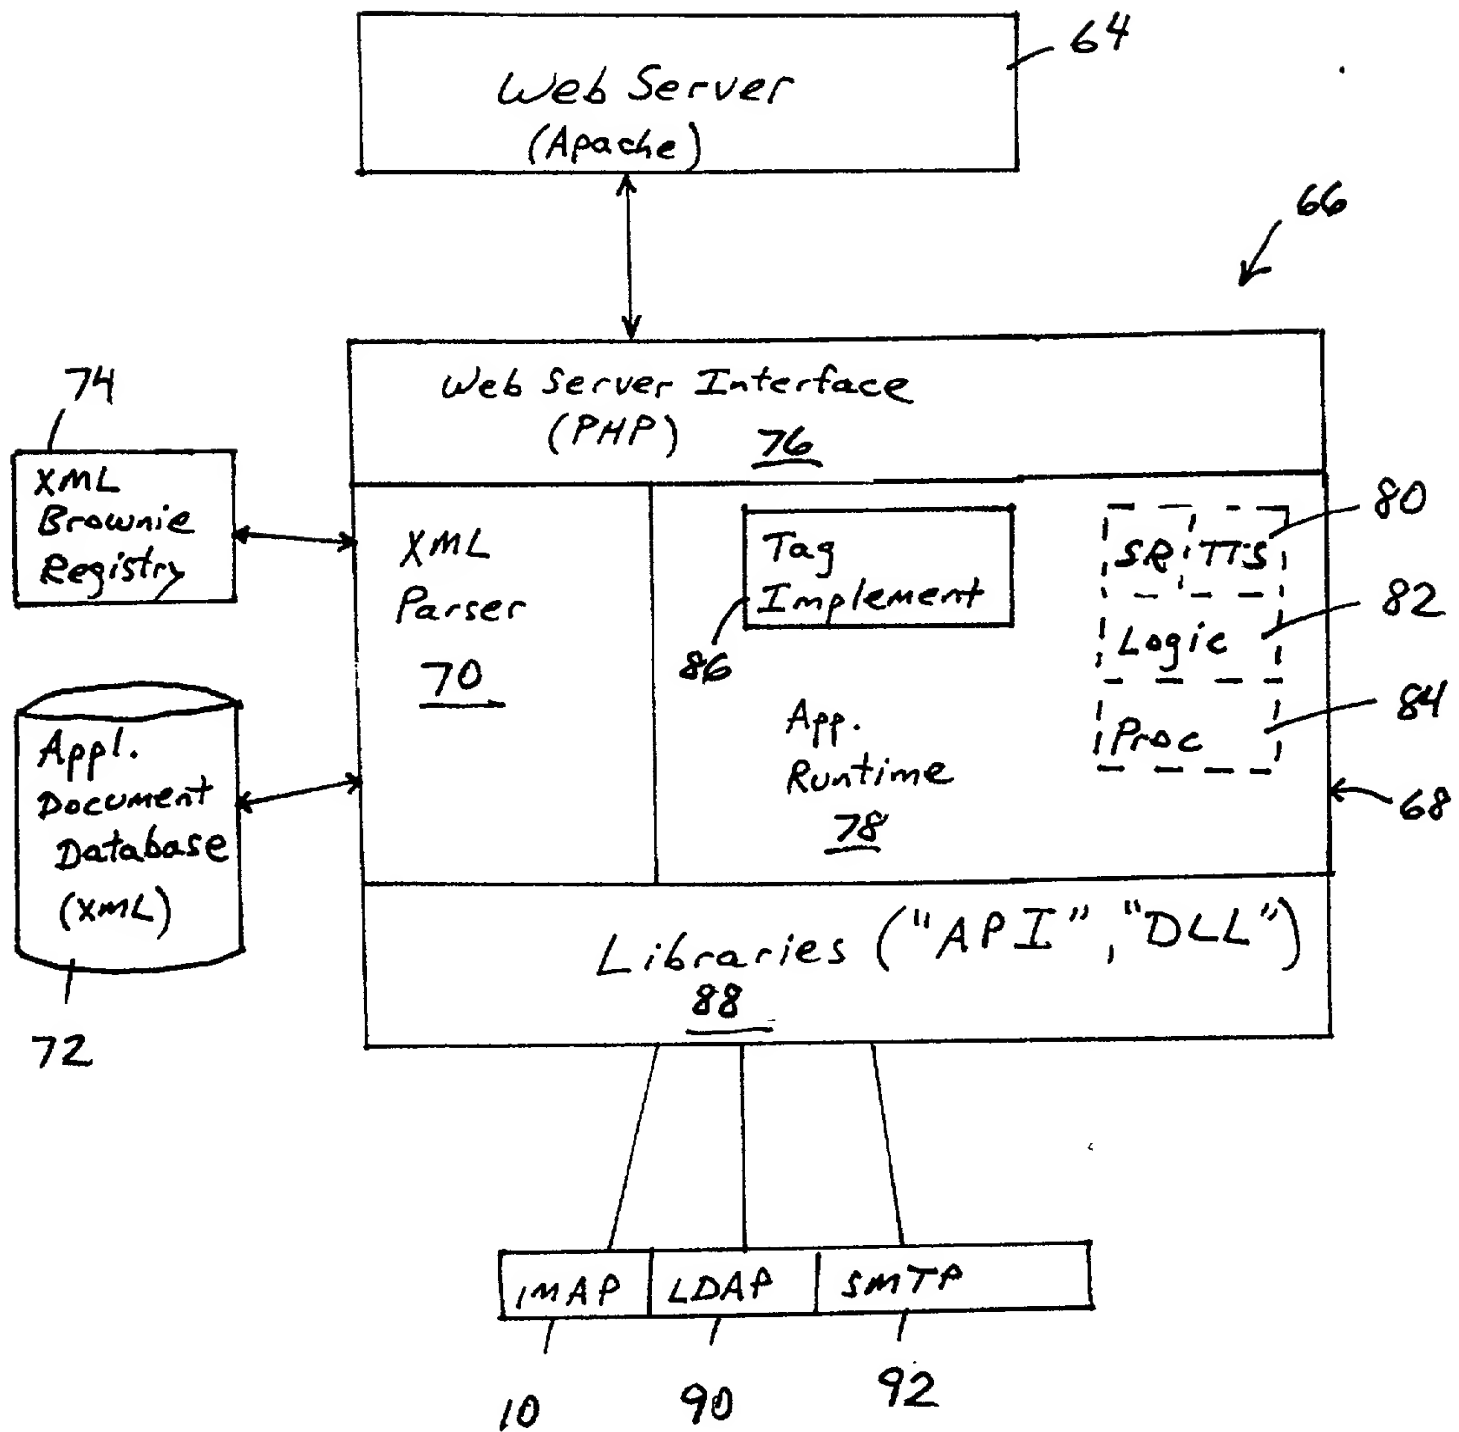 64
Web Server
(Apache)
66
Web Server Interface
(PHP) 76
74
XML
Brownie
Registry
XML
Parser
70
Tag
Implement
86
SR TTS
80
Logic
82
Proc
84
App.
Runtime
78
68
Appl.
Document
Database
(XML)
72
Libraries ("API", "DLL")
88
IMAP LDAP SMTP
10 90 92